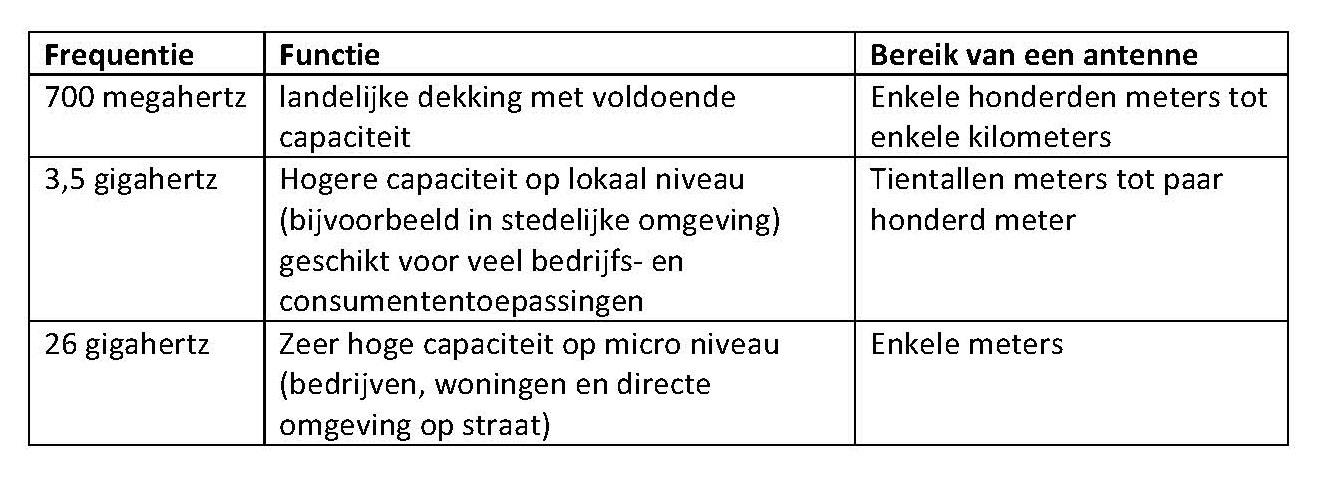 Frequentie Functie Bereik van een antenne
700 megahertz landelijke dekking met voldoende Enkele honderden meters tot
capaciteit enkele kilometers
3,5 gigahertz Hogere capaciteit op lokaal niveau Tientallen meters tot paar
(bijvoorbeeld in stedelijke omgeving) honderd meter
geschikt voor veel bedrijfs- en
consumententoepassingen
26 gigahertz Zeer hoge capaciteit op micro niveau Enkele meters
(bedrijven, woningen en directe
omgeving op straat)